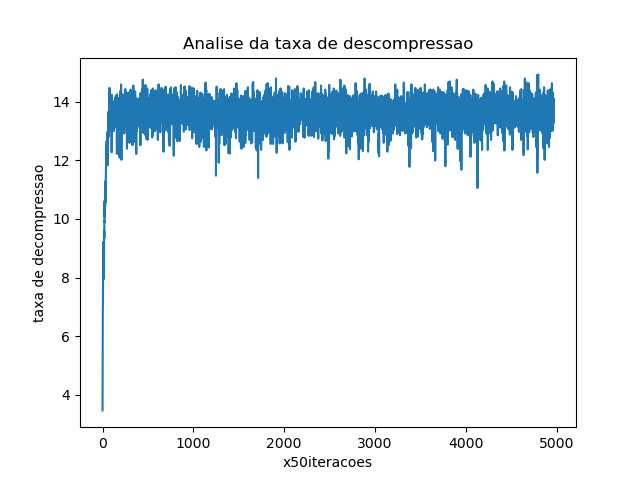 Analise da taxa de descompressao
14
12
10
8
6
4
taxa de decompressao
0 1000 2000 3000 4000 5000
x50iteracoes